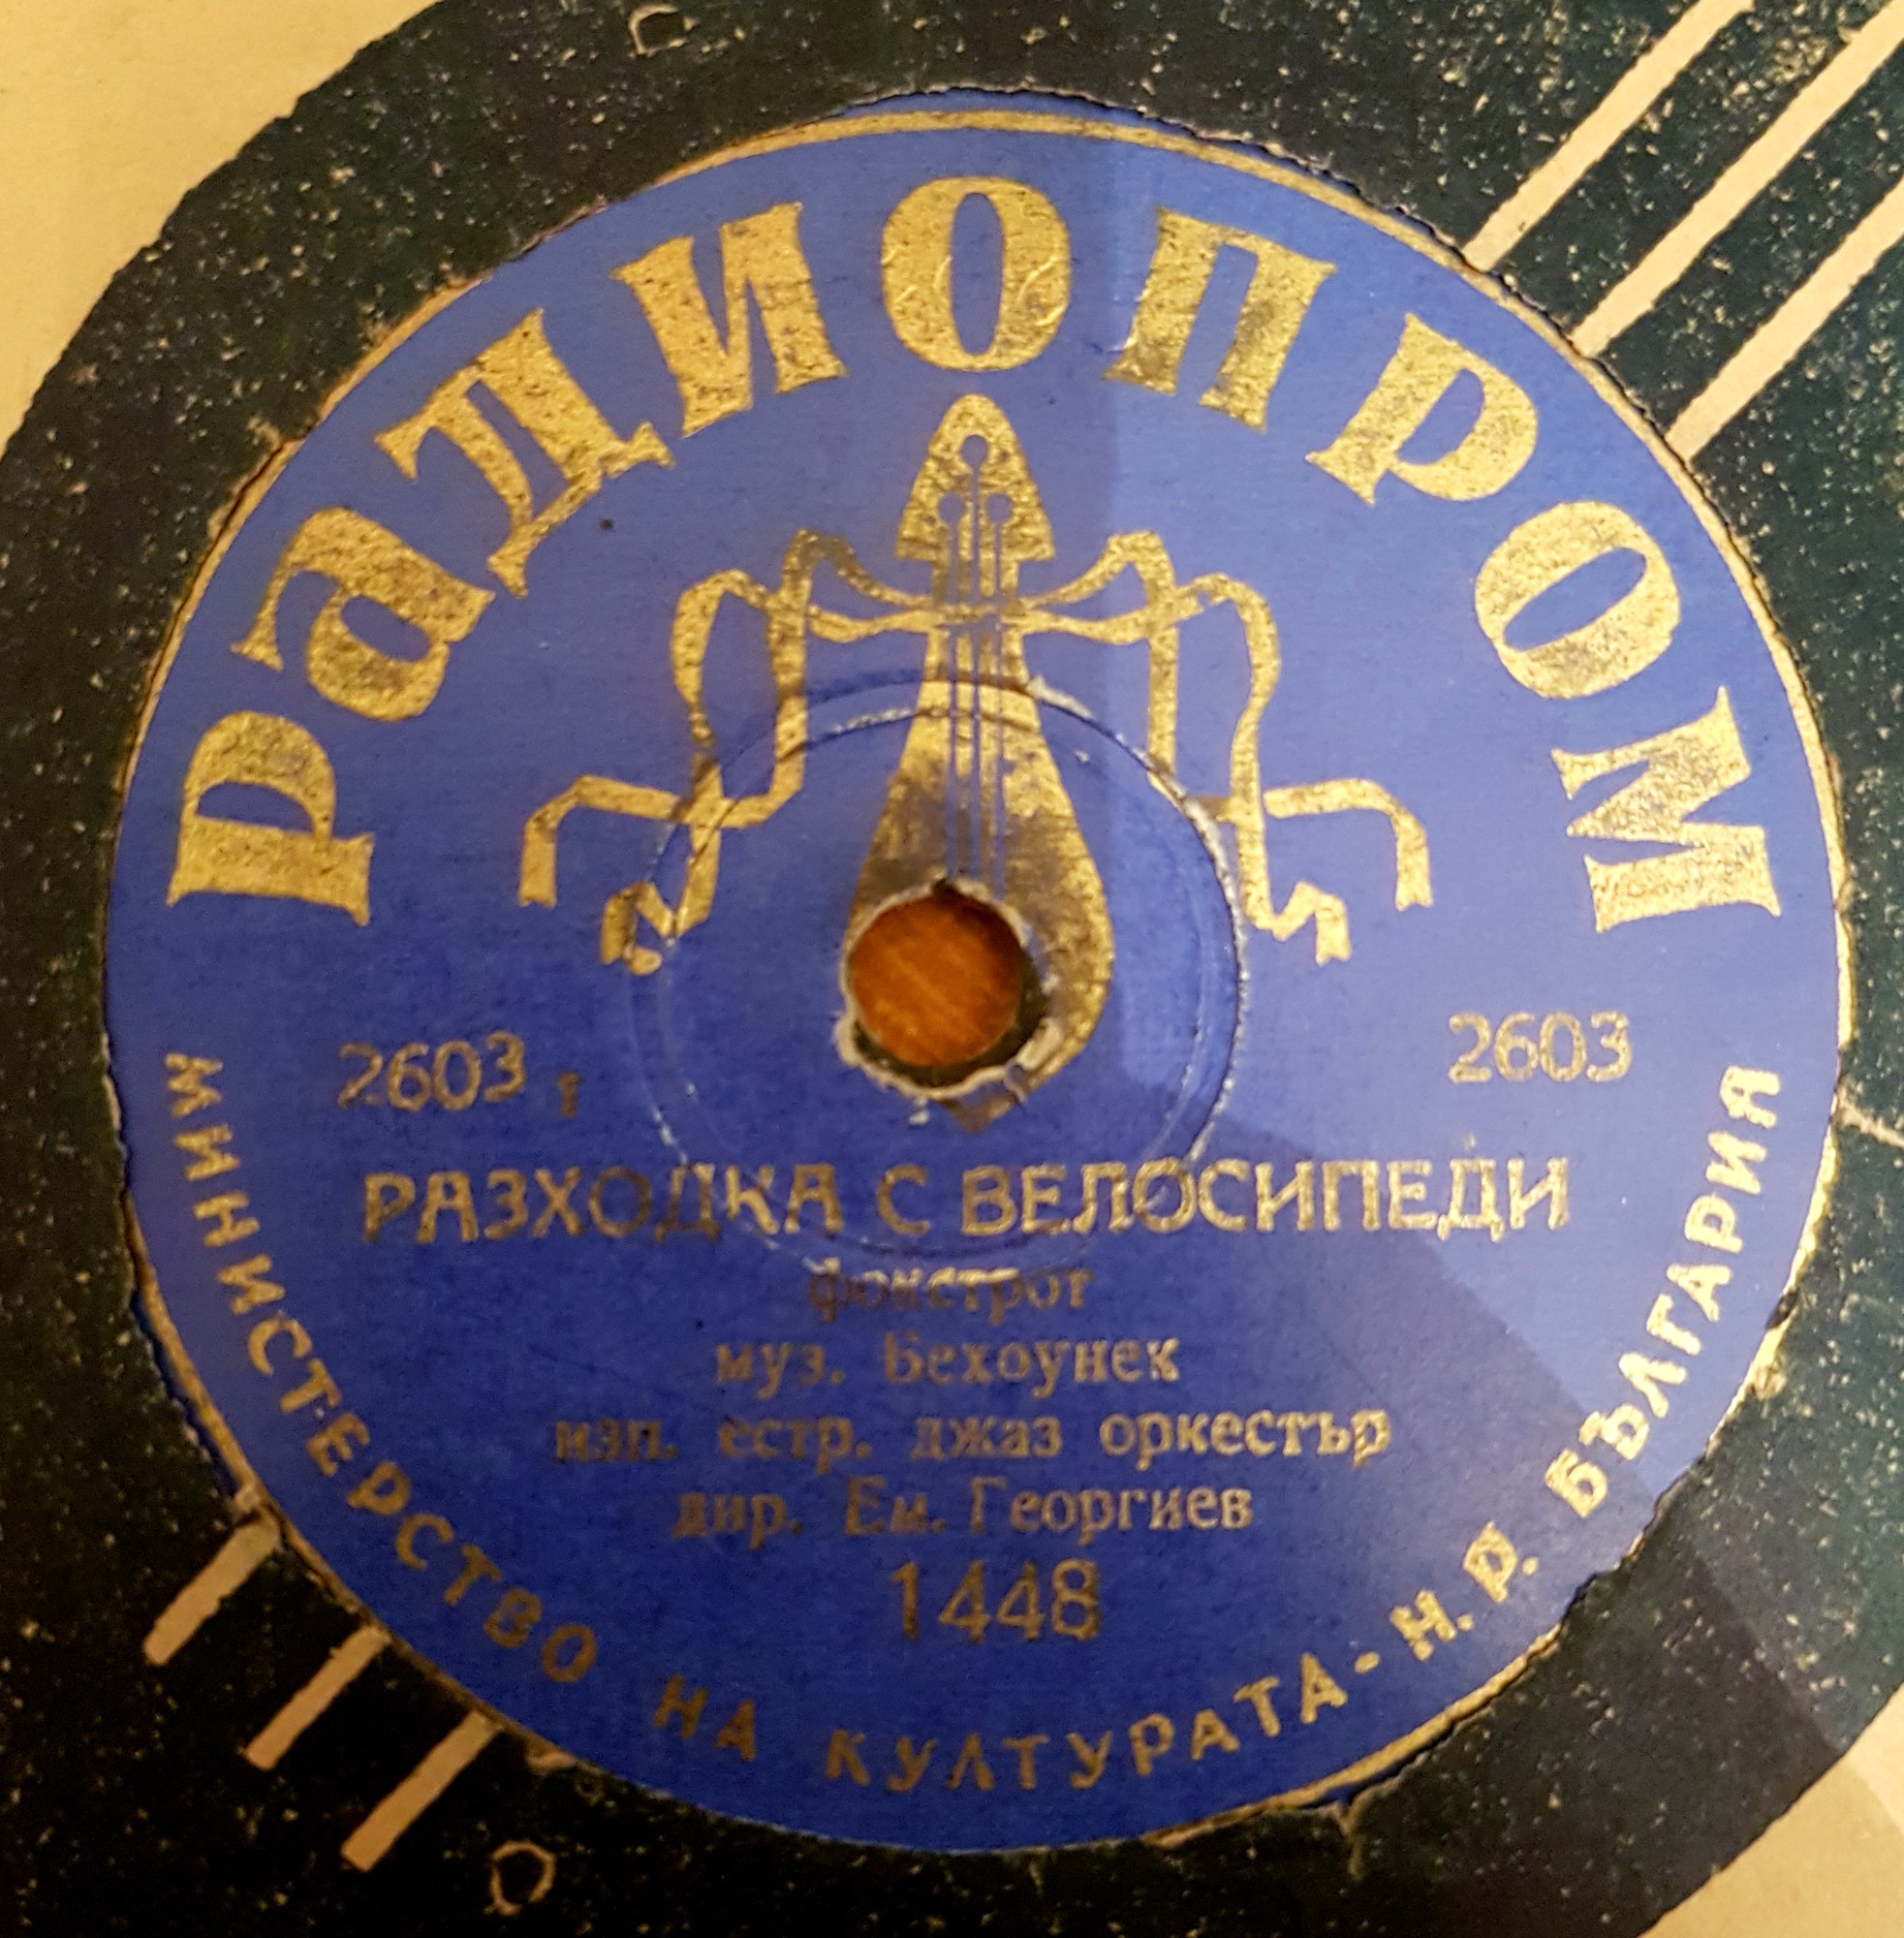 РАДИОПРОМ
2603
2603
РАЗХОДКА С ВЕЛОСИПЕДИ
фокстрот
муз. Бехоунек
изп. естр. джаз оркестър
дир. Ем. Георгиев
1448
МИНИСТЕРСТВО НА КУЛТУРАТА - Н. Р. БЪЛГАРИЯ